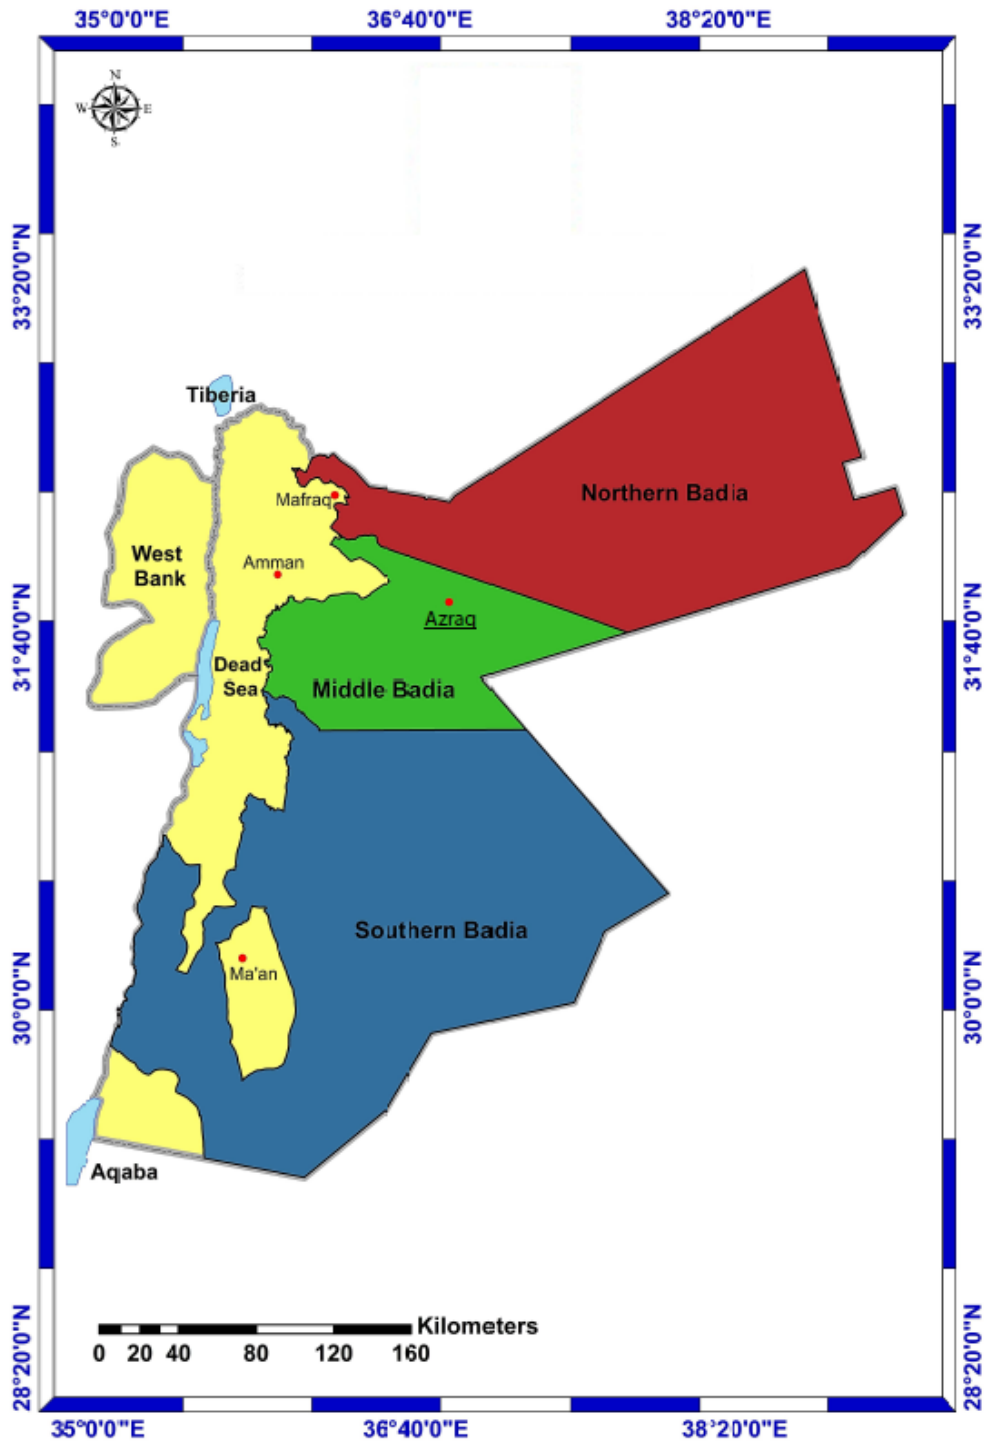 35°0'0"E 36°40'0"E 38°20'0"E
N
W E
S
33°20'0"N 33°20'0"N
Tiberia
Northern Badia
Mafraq
West
Bank
Amman
Azraq
31°40'0"N 31°40'0"N
Dead
Sea
Middle Badia
Southern Badia
Ma'an
30°0'0"N 30°0'0"N
Aqaba
Kilometers
0 20 40 80 120 160
28°20'0"N 28°20'0"N
35°0'0"E 36°40'0"E 38°20'0"E